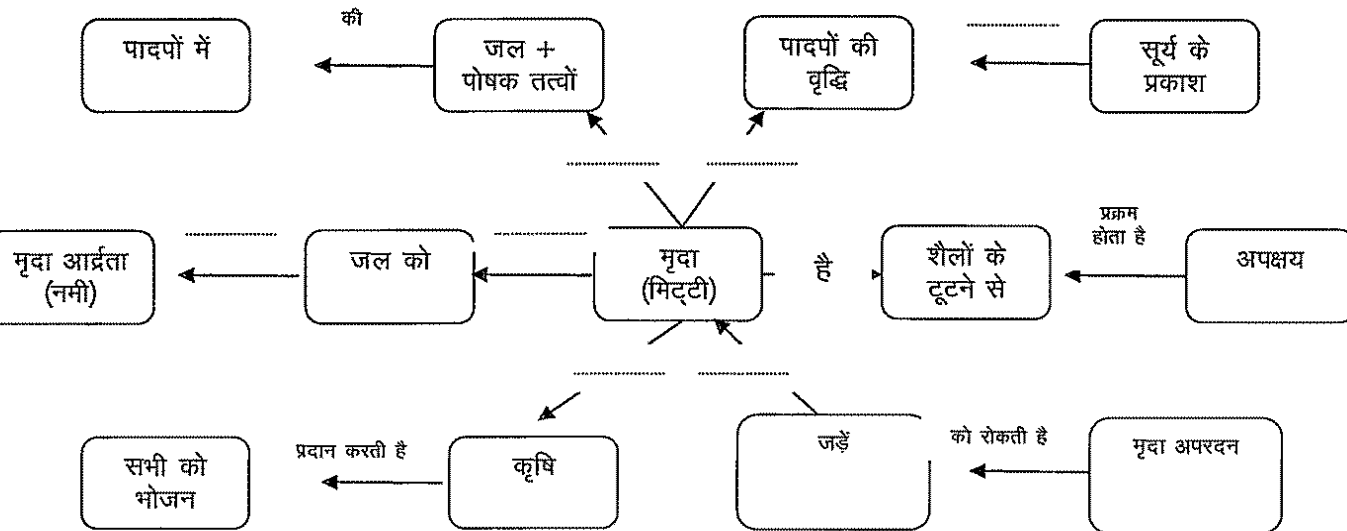 की
पादपों में
जल +
पोषक तत्वों
पादपों की
वृद्धि
सूर्य के
प्रकाश
मृदा आर्द्रता
(नमी)
जल को
मृदा
(मिट्टी)
है
शैलों के
टूटने से
प्रक्रम
होता है
अपक्षय
सभी को
भोजन
प्रदान करती है
कृषि
जड़ें
को रोकती है
मृदा अपरदन